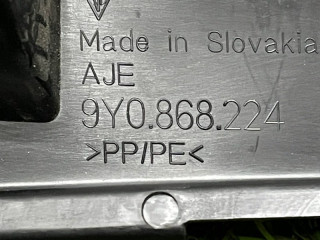 Made in Slovakia
AJE
9Y0.868.224
>PP/PE<